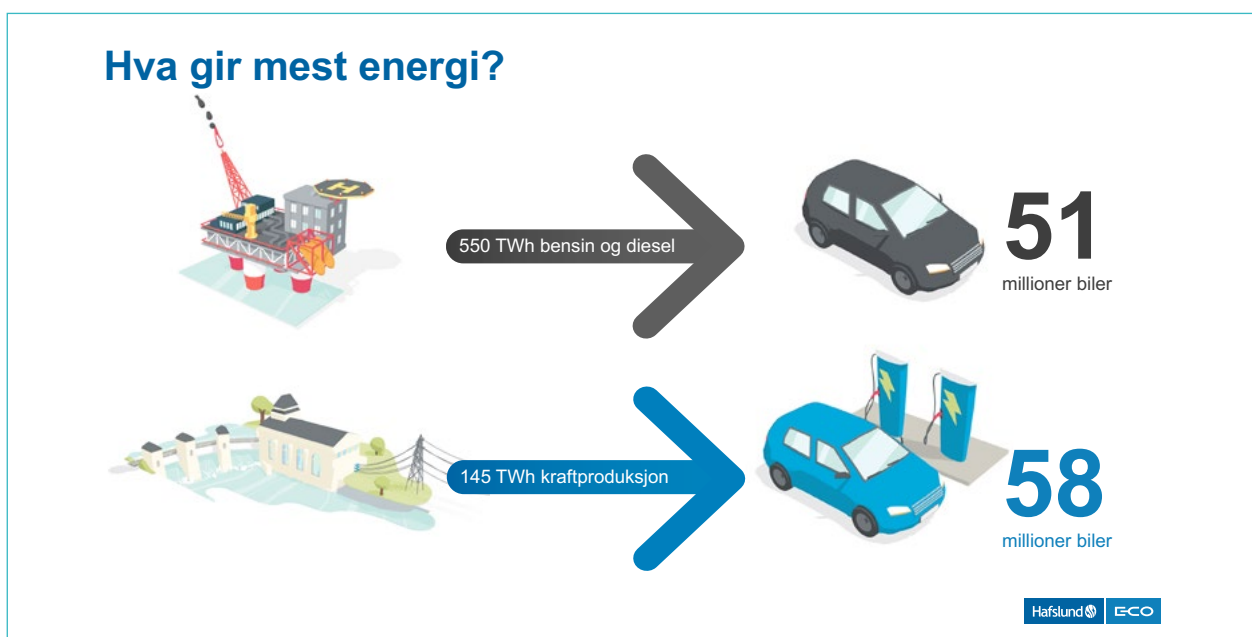 Hva gir mest energi?
H
550 TWh bensin og diesel
51
millioner biler
145 TWh kraftproduksjon
58
millioner biler
Hafslund E-CO